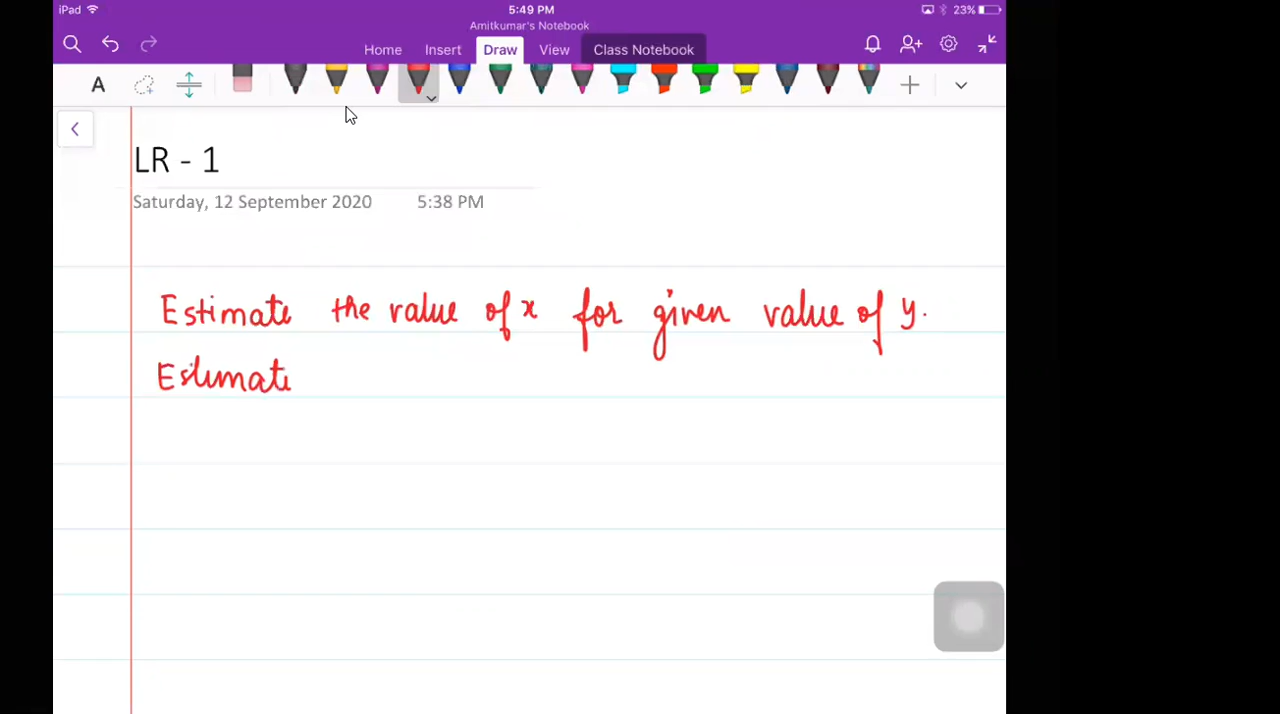 iPad 5:49 PM 23%
Amitkumar's Notebook
Home Insert Draw View Class Notebook
A
LR - 1
Saturday, 12 September 2020 5:38 PM
Estimate the value of x for given value of y.
Estimate